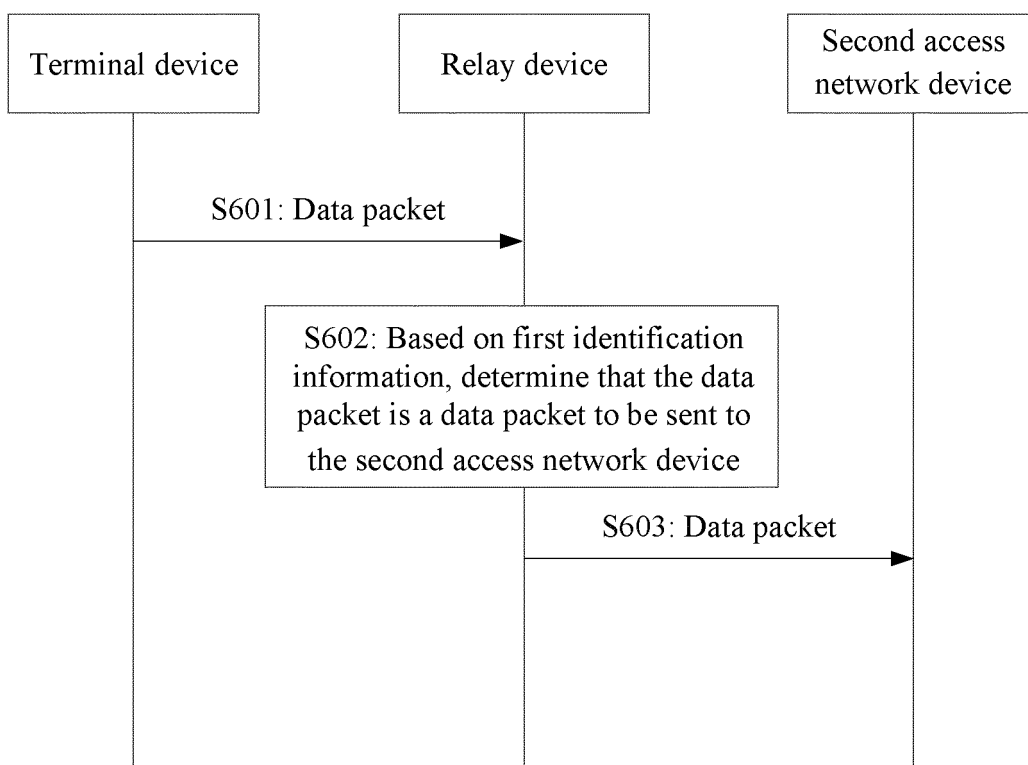 Terminal device
Relay device
Second access
network device
S601: Data packet
S602: Based on first identification
information, determine that the data
packet is a data packet to be sent to
the second access network device
S603: Data packet